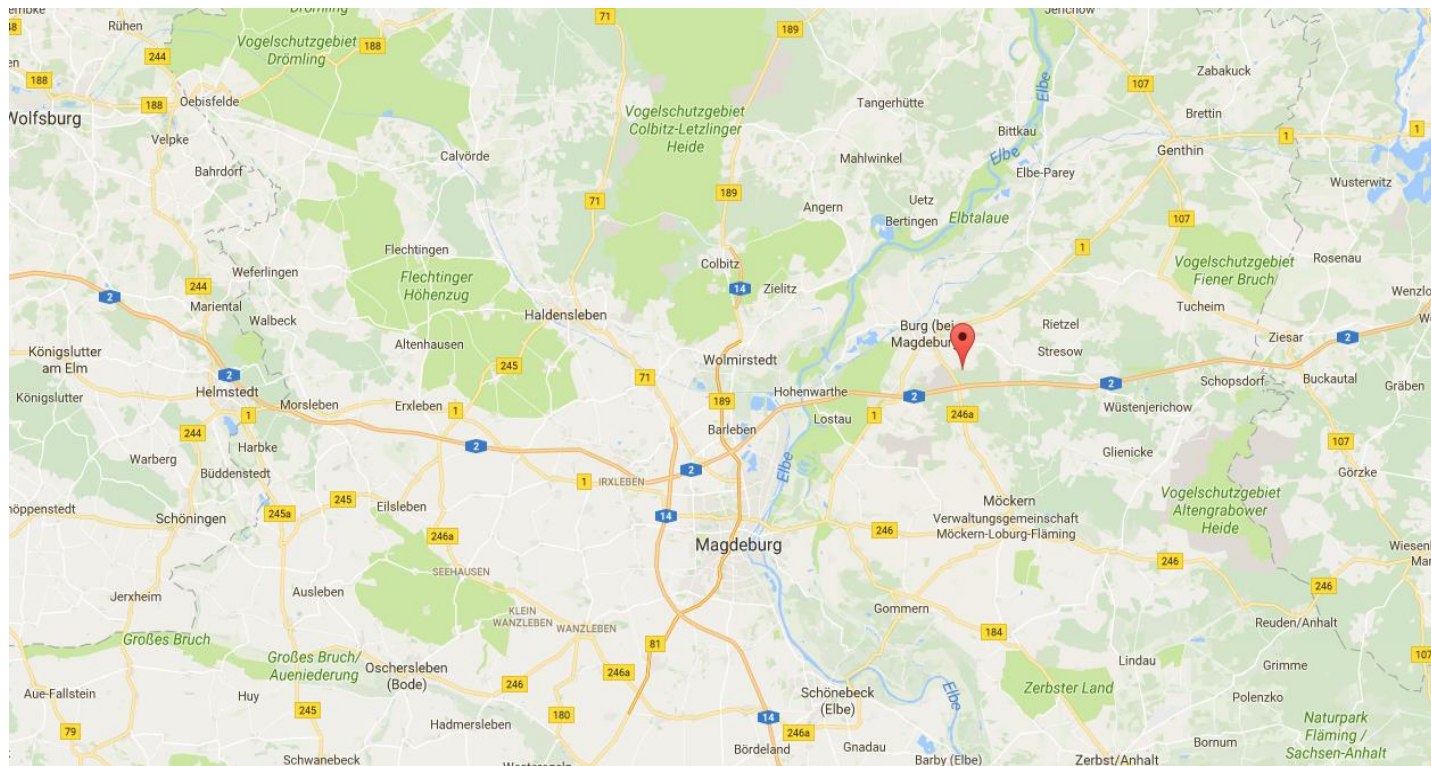 Rühen
71
Jerichow
189
Vogelschutzgebiet
Drömling
188
244
Zabakuck
188
107
188
Oebisfelde
Tangerhütte
Elbe
Brettin
Wolfsburg
Vogelschutzgebiet
Colbitz-Letzlinger
Heide
Bittkau
1
1
Velpke
Calvörde
Mahlwinkel
Elbe
Genthin
Bahrdorf
Elbe-Parey
Wusterwitz
189
71
Angern
Uetz
Bertingen
Elbtalaue
107
Flechtingen
1
Weferlingen
Flechtinger
Höhenzug
Colbitz
Vogelschutzgebiet
Fiener Bruch
Rosenau
244
14
Zielitz
2
Mariental
Walbeck
Haldensleben
Tucheim
Burg (bei
Magdeburg
Rietzel
Altenhausen
Ziesar
2
Königslutter
am Elm
Wolmirstedt
Stresow
245
2
71
Helmstedt
Hohenwarthe
2
2
Schopsdorf
Buckautal
Gräben
Königslutter
Morsleben
Erxleben
1
189
Wüstenjerichow
1
Lostau
1
246a
244
Barleben
107
Harbke
2
Warberg
Glienicke
Büddenstedt
2
Elbe
Görzke
1
IRXLEBEN
245
Vogelschutzgebiet
Altengrabower
Heide
Möckern
Eilsleben
245a
Schöningen
14
Verwaltungsgemeinschaft
Möckern-Loburg-Fläming
246
246a
Magdeburg
246
SEEHAUSEN
246
Jerxheim
Ausleben
KLEIN
WANZLEBEN
WANZLEBEN
Gommern
Reuden/Anhalt
Großes Bruch
184
81
Großes Bruch/
Aueniederung
Oschersleben
(Bode)
246a
Lindau
Grimme
107
246
Aue-Fallstein
Huy
Schönebeck
(Elbe)
Elbe
Zerbster Land
Polenzko
245
180
14
79
Hadmersleben
246a
Naturpark
Fläming /
Sachsen-Anhalt
Bördeland
Gnadau
Bornum
Schwanebeck
Barby (Elbe)
Zerbst/Anhalt